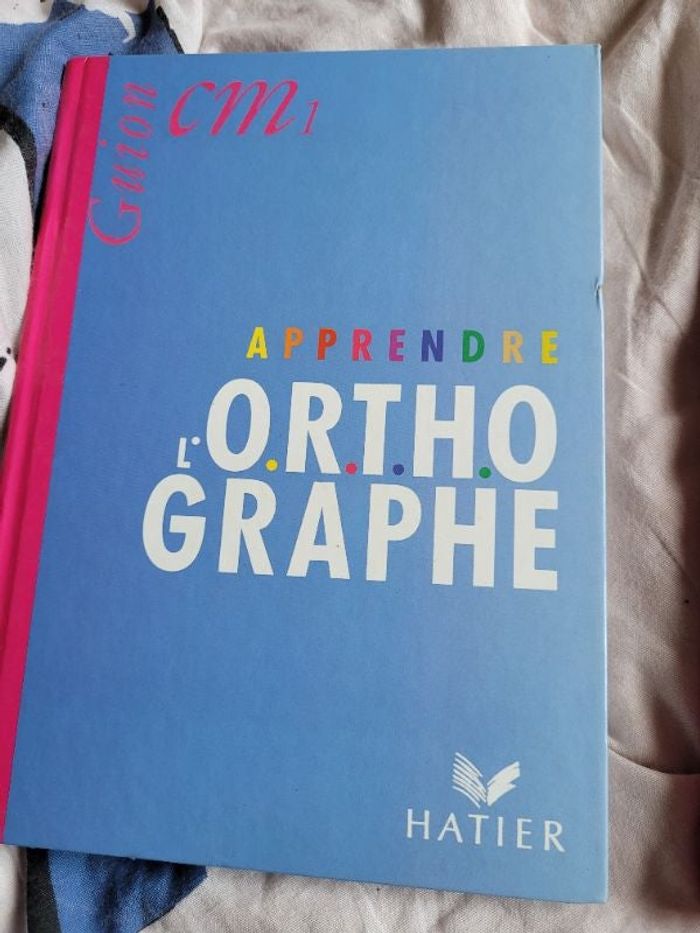 Guion
cm1
APPRENDRE
L'O.R.T.H.O
GRAPHE
HATIER